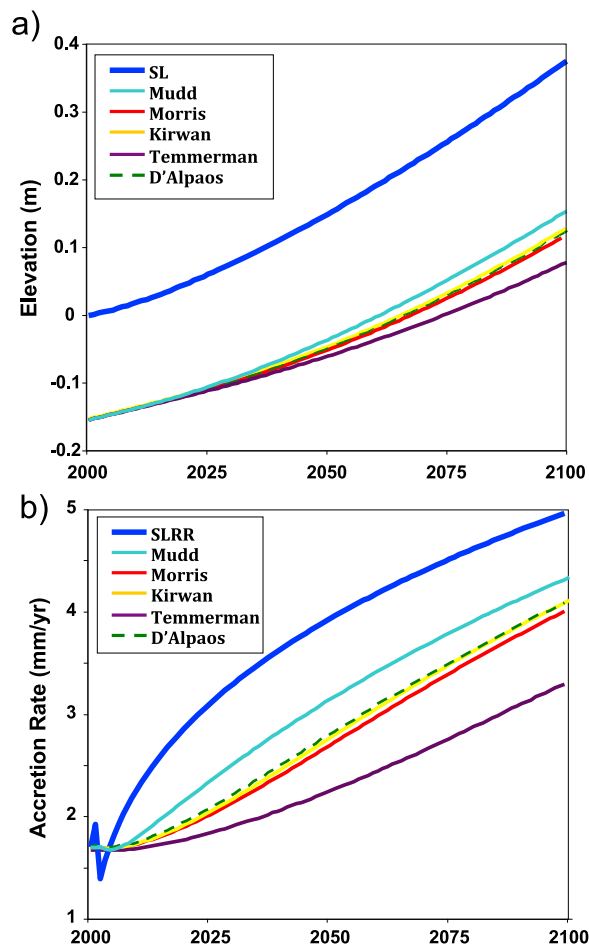 a)
0.4
0.3
0.2
0.1
0
-0.1
-0.2
Elevation (m)
SL
Mudd
Morris
Kirwan
Temmerman
D'Alpaos
2000 2025 2050 2075 2100
b)
5
4
3
2
1
Accretion Rate (mm/yr)
SLRR
Mudd
Morris
Kirwan
Temmerman
D'Alpaos
2000 2025 2050 2075 2100